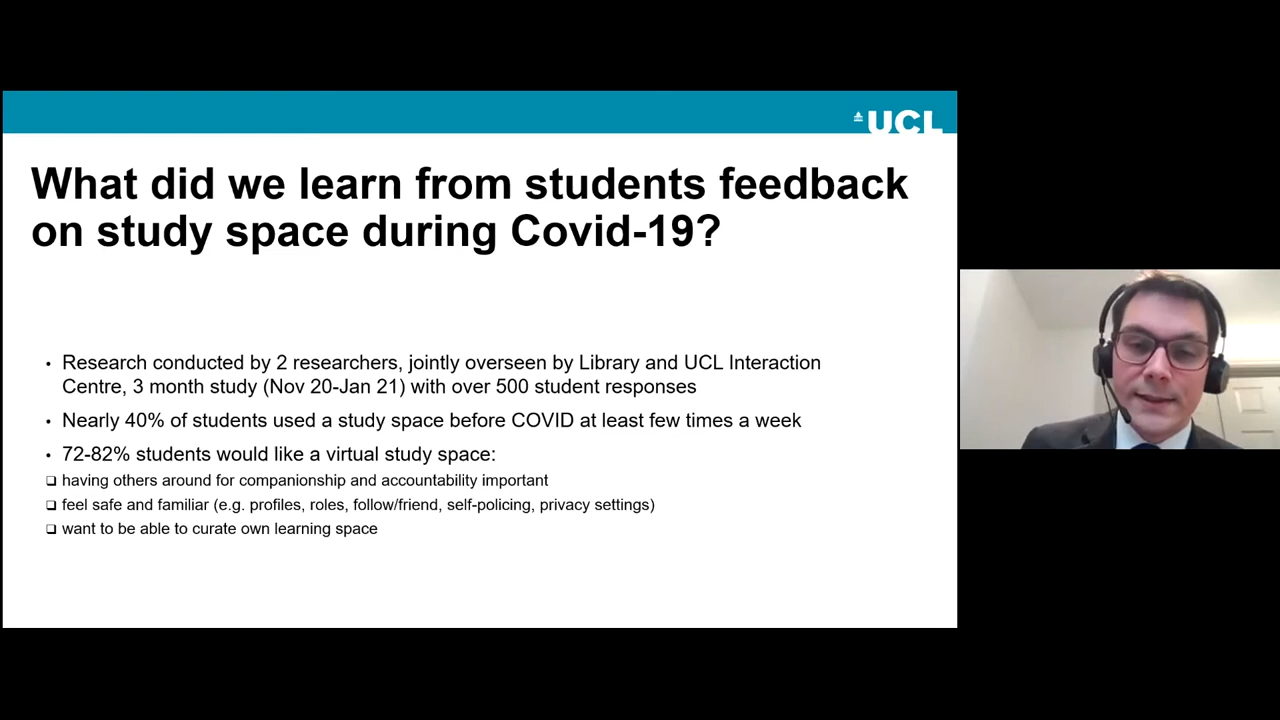 UCL
What did we learn from students feedback
on study space during Covid-19?
• Research conducted by 2 researchers, jointly overseen by Library and UCL Interaction
Centre, 3 month study (Nov 20-Jan 21) with over 500 student responses
• Nearly 40% of students used a study space before COVID at least few times a week
• 72-82% students would like a virtual study space:
❑ having others around for companionship and accountability important
❑ feel safe and familiar (e.g. profiles, roles, follow/friend, self-policing, privacy settings)
❑ want to be able to curate own learning space